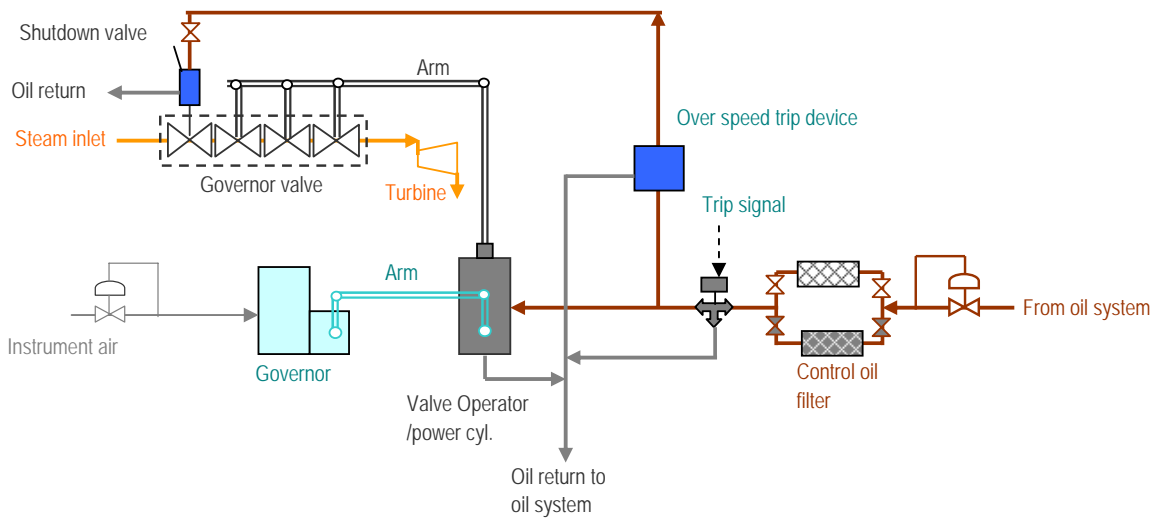 Shutdown valve
Arm
Oil return
Over speed trip device
Steam inlet
Governor valve
Turbine
Trip signal
Arm
From oil system
Instrument air
Governor
Control oil
filter
Valve Operator
/power cyl.
Oil return to
oil system